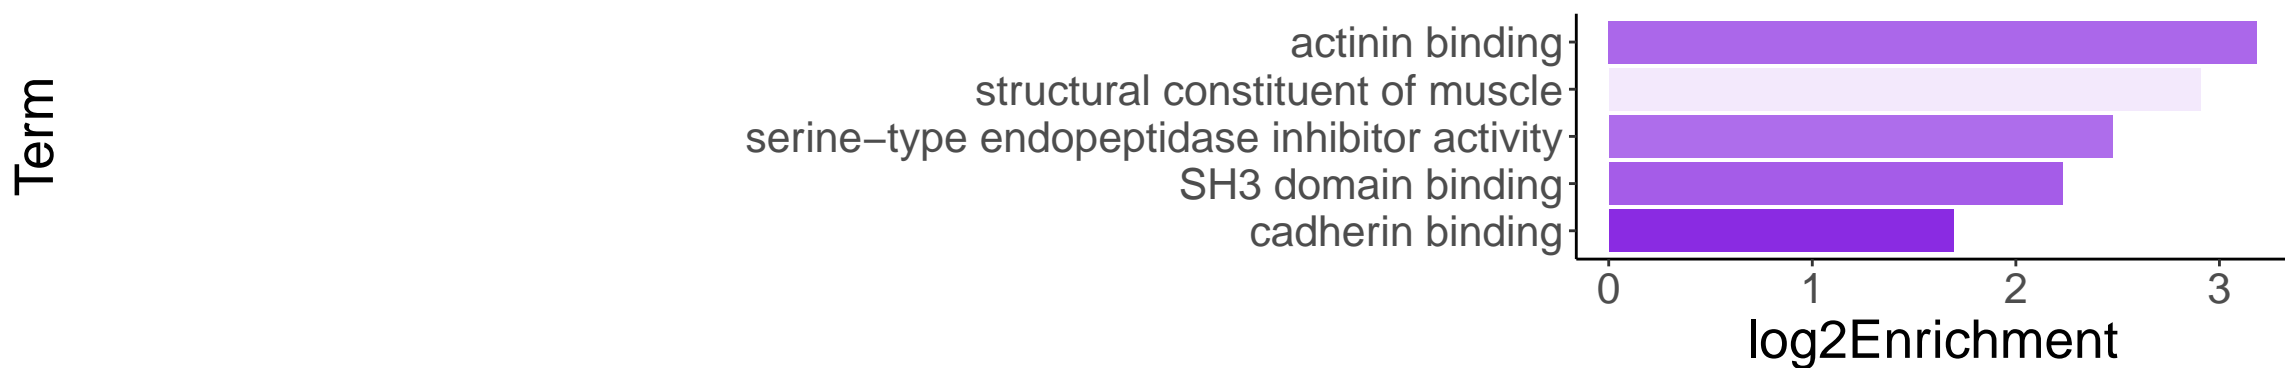 Term
actinin binding
structural constituent of muscle
serine−type endopeptidase inhibitor activity
SH3 domain binding
cadherin binding
0 1 2 3
log2Enrichment